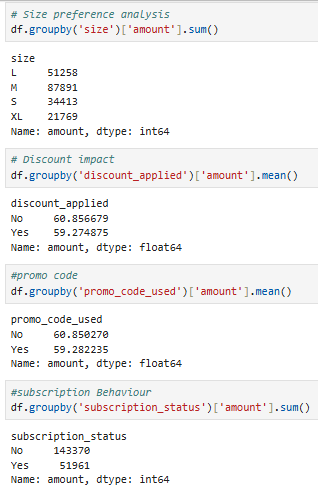 # Size preference analysis
df.groupby('size')['amount'].sum()
size
L     51258
M     87891
S     34413
XL    21769
Name: amount, dtype: int64
# Discount impact
df.groupby('discount_applied')['amount'].mean()
discount_applied
No     60.856679
Yes    59.274875
Name: amount, dtype: float64
#promo code
df.groupby('promo_code_used')['amount'].mean()
promo_code_used
No     60.850270
Yes    59.282235
Name: amount, dtype: float64
#subscription Behaviour
df.groupby('subscription_status')['amount'].sum()
subscription_status
No     143370
Yes     51961
Name: amount, dtype: int64